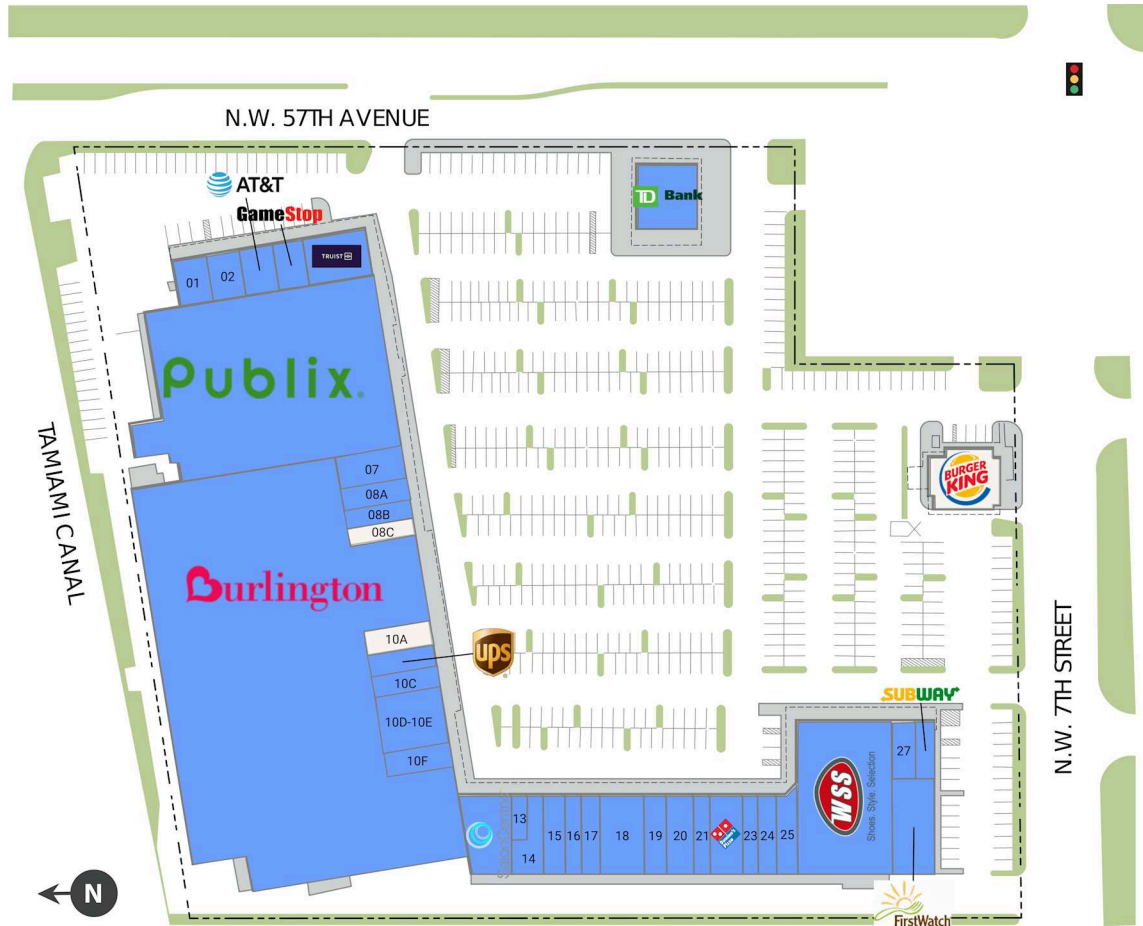 N.W. 57TH AVENUE
AT&T
GameStop
TD Bank
TRUIST
01
02
Publix.
TAMIAMI CANAL
07
08A
08B
08C
BURGER
KING
Burlington
10A
ups
10C
10D-10E
10F
SUBWAY
N.W. 7TH STREET
27
SSM
Shoes. Style. Selection
13
14
15
16
17
18
19
20
21
23
24
25
N
FirstWatch